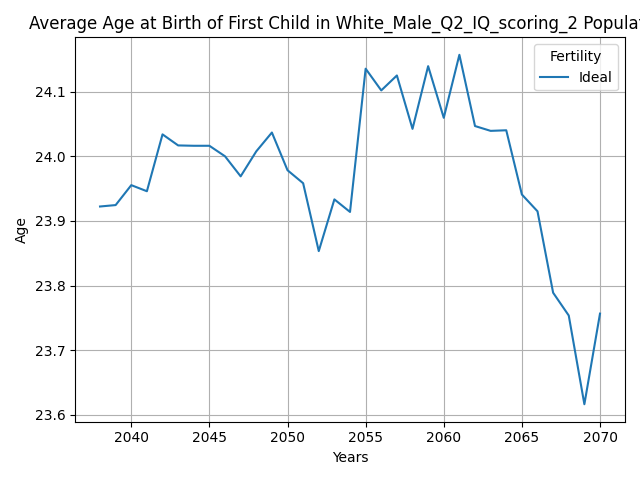 Average Age at Birth of First Child in White_Male_Q2_IQ_scoring_2
Fertility
Ideal
24.1
24.0
23.9
23.8
23.7
23.6
Age
2040 2045 2050 2055 2060 2065 2070
Years